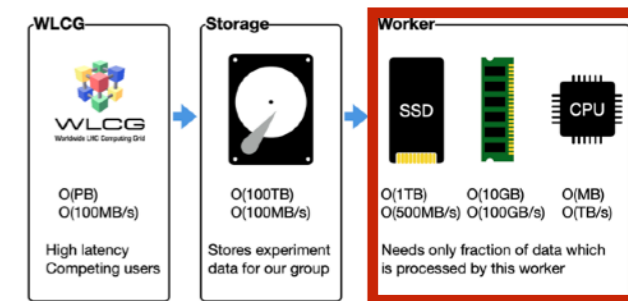 WLCG
WLCG
Worldwide LHC Computing Grid
O(PB)
O(100MB/s)
High latency
Competing users
Storage
O(100TB)
O(100MB/s)
Stores experiment
data for our group
Worker
SSD
CPU
O(1TB) O(10GB) O(MB)
O(500MB/s) O(100GB/s) O(TB/s)
Needs only fraction of data which
is processed by this worker